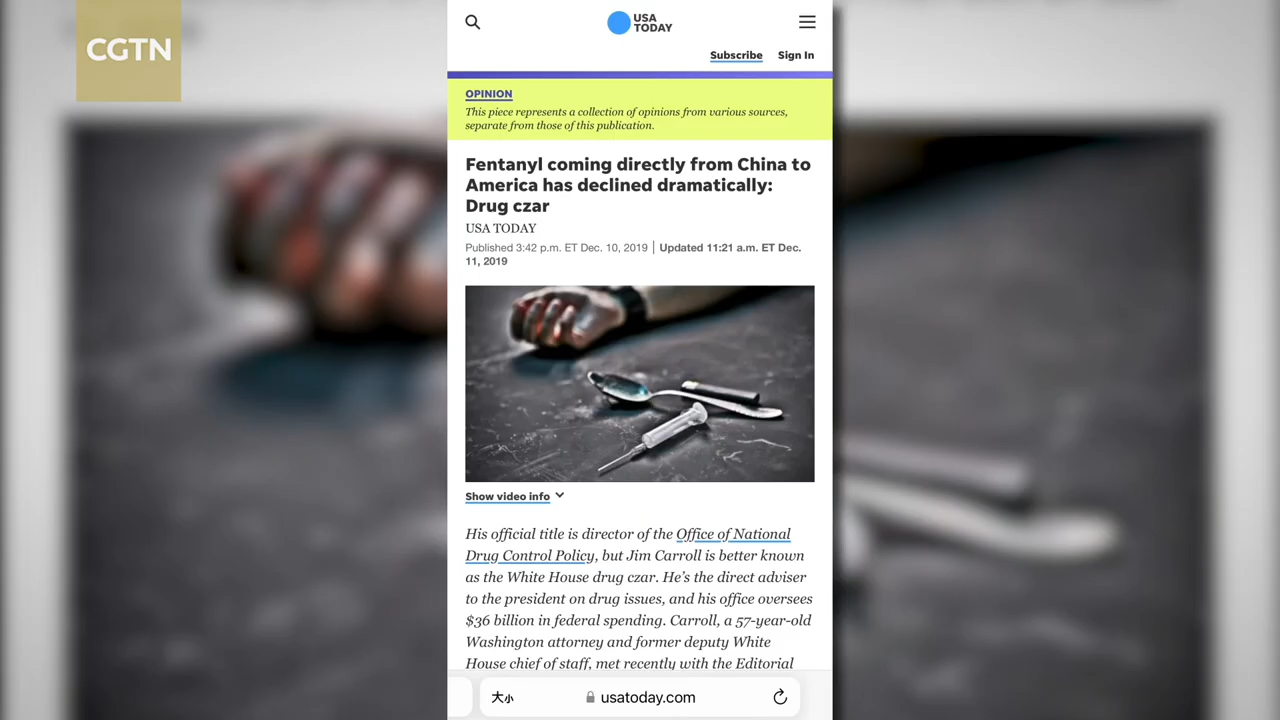 CGTN
USA
TODAY
Subscribe
Sign In
OPINION
This piece represents a collection of opinions from various sources,
separate from those of this publication.
Fentanyl coming directly from China to
America has declined dramatically:
Drug czar
USA TODAY
Published 3:42 p.m. ET Dec. 10, 2019 | Updated 11:21 a.m. ET Dec.
11, 2019
Show video info
His official title is director of the Office of National
Drug Control Policy, but Jim Carroll is better known
as the White House drug czar. He’s the direct adviser
to the president on drug issues, and his office oversees
$36 billion in federal spending. Carroll, a 57-year-old
Washington attorney and former deputy White
House chief of staff, met recently with the Editorial
大小
usatoday.com